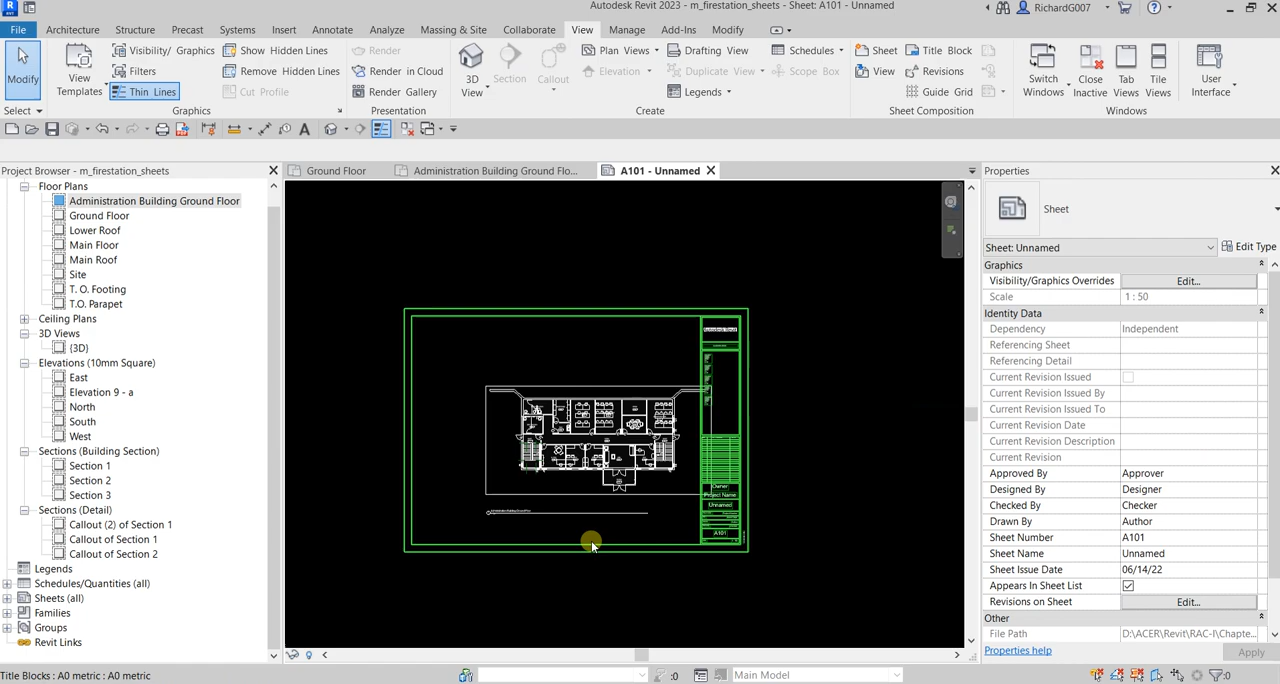 Autodesk Revit 2023 - m_firestation_sheets - Sheet: A101 - Unnamed
RichardG007
File
Architecture
Structure
Precast
Systems
Insert
Annotate
Analyze
Massing & Site
Collaborate
View
Manage
Add-Ins
Modify
Modify
View
Templates
Visibility/ Graphics
Filters
Thin Lines
Show Hidden Lines
Remove Hidden Lines
Cut Profile
Render
Render in Cloud
Render Gallery
3D
View
Section
Callout
Plan Views
Elevation
Drafting View
Duplicate View
Legends
Schedules
Scope Box
Sheet
View
Title Block
Revisions
Guide Grid
Switch
Windows
Close
Inactive
Tab
Views
Tile
Views
User
Interface
Select
Graphics
Presentation
Create
Sheet Composition
Windows
Project Browser - m_firestation_sheets
Floor Plans
Administration Building Ground Floor
Ground Floor
Lower Roof
Main Floor
Main Roof
Site
T. O. Footing
T.O. Parapet
Ceiling Plans
3D Views
{3D}
Elevations (10mm Square)
East
Elevation 9 - a
North
South
West
Sections (Building Section)
Section 1
Section 2
Section 3
Sections (Detail)
Callout (2) of Section 1
Callout of Section 1
Callout of Section 2
Legends
Schedules/Quantities (all)
Sheets (all)
Families
Groups
Revit Links
Ground Floor
Administration Building Ground Flo...
A101 - Unnamed
Autodesk Revit
Owner
Project Name
Unnamed
A101
Properties
Sheet
Sheet: Unnamed
Edit Type
Graphics
Visibility/Graphics Overrides
Edit...
Scale
1 : 50
Identity Data
Dependency
Independent
Referencing Sheet
Referencing Detail
Current Revision Issued
Current Revision Issued By
Current Revision Issued To
Current Revision Date
Current Revision Description
Current Revision
Approved By
Approver
Designed By
Designer
Checked By
Checker
Drawn By
Author
Sheet Number
A101
Sheet Name
Unnamed
Sheet Issue Date
06/14/22
Appears In Sheet List
Revisions on Sheet
Edit...
Other
File Path
D:\ACER\Revit\RAC-I\Chapte...
Properties help
Apply
Title Blocks : A0 metric : A0 metric
:0
Main Model
:0